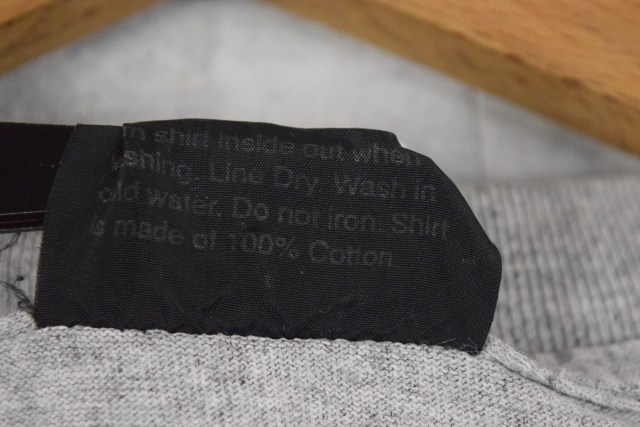 n shirt inside out when
shing. Line Dry. Wash in
old water. Do not iron. Shirt
is made of 100% Cotton.